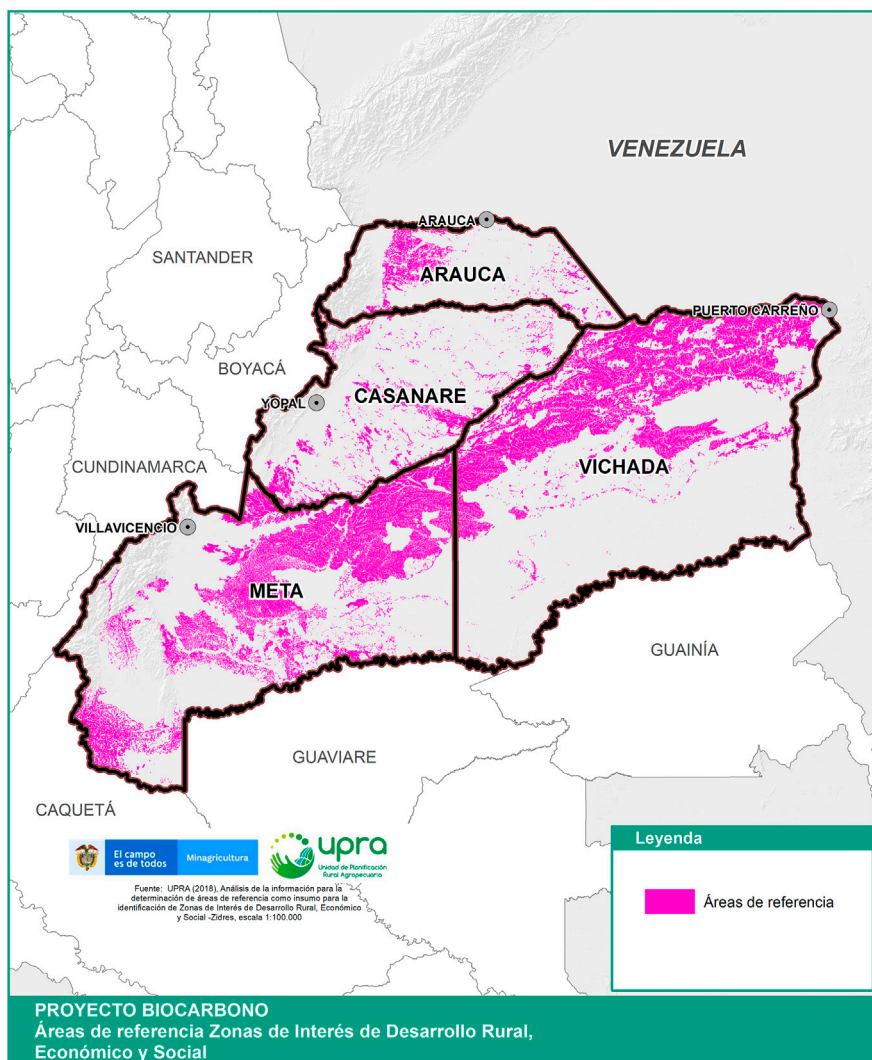 VENEZUELA
ARAUCA
SANTANDER
ARAUCA
PUERTO CARREÑO
BOYACÁ
CASANARE
YOPAL
VICHADA
CUNDINAMARCA
VILLAVICENCIO
META
GUAINÍA
GUAVIARE
CAQUETÁ
El campo
es de todos
Minagricultura
upra
Unidad de Planificación
Rural Agropecuaria
Fuente: UPRA (2018), Análisis de la información para la
determinación de áreas de referencia como insumo para la
identificación de Zonas de Interés de Desarrollo Rural, Económico
y Social -Zidres, escala 1:100.000
Leyenda
Áreas de referencia
PROYECTO BIOCARBONO
Áreas de referencia Zonas de Interés de Desarrollo Rural,
Económico y Social